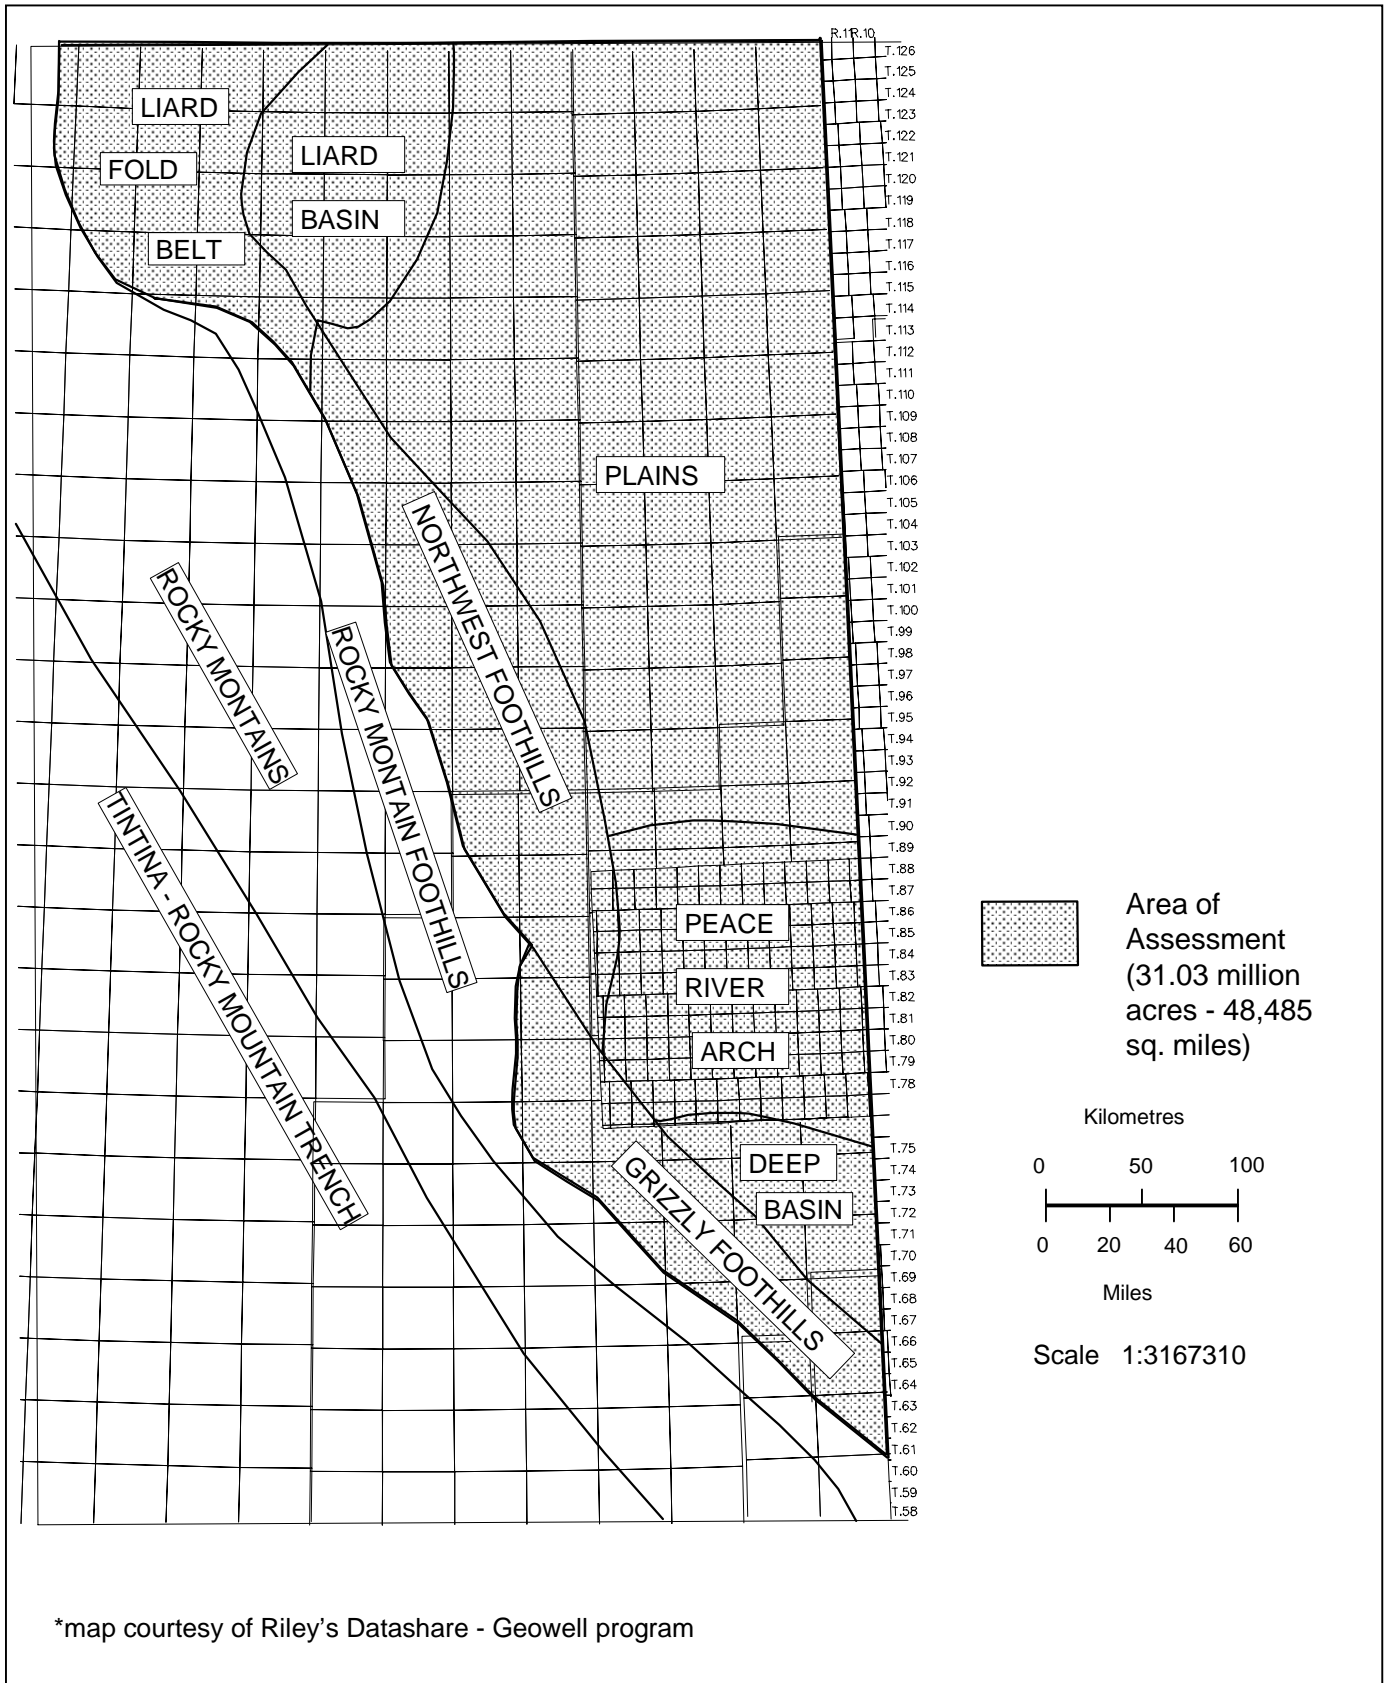 R.11 R.10
T.126
T.125
T.124
T.123
T.122
T.121
T.120
T.119
T.118
T.117
T.116
T.115
T.114
T.113
T.112
T.111
T.110
T.109
T.108
T.107
T.106
T.105
T.104
T.103
T.102
T.101
T.100
T.99
T.98
T.97
T.96
T.95
T.94
T.93
T.92
T.91
T.90
T.89
T.88
T.87
T.86
T.85
T.84
T.83
T.82
T.81
T.80
T.79
T.78
T.75
T.74
T.73
T.72
T.71
T.70
T.69
T.68
T.67
T.66
T.65
T.64
T.63
T.62
T.61
T.60
T.59
T.58
LIARD
FOLD
BELT
LIARD
BASIN
PLAINS
NORTHWEST FOOTHILLS
ROCKY MONTAINS
ROCKY MONTAIN FOOTHILLS
TINTINA - ROCKY MOUNTAIN TRENCH
PEACE
RIVER
ARCH
DEEP
BASIN
GRIZZLY FOOTHILLS
Area of
Assessment
(31.03 million
acres - 48,485
sq. miles)
Kilometres
0 50 100
0 20 40 60
Miles
Scale 1:3167310
*map courtesy of Riley's Datashare - Geowell program